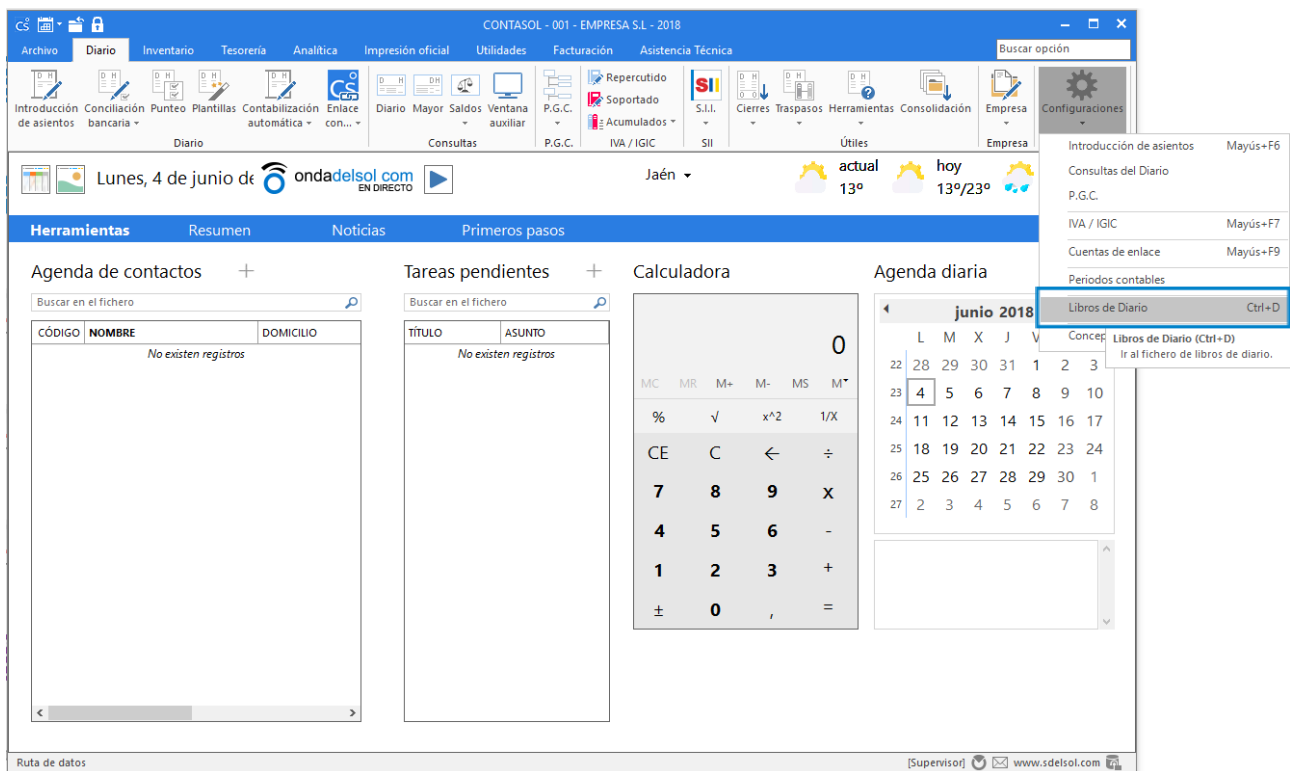 CONTASOL - 001 - EMPRESA S.L - 2018
Archivo Diario Inventario Tesorería Analítica Impresión oficial Utilidades Facturación Asistencia Técnica Buscar opción
Introducción de asientos
Conciliación bancaria
Punteo
Plantillas
Contabilización automática
Enlace con...
Diario
Diario
Mayor
Saldos
Ventana auxiliar
Consultas
P.G.C.
P.G.C.
Repercutido
Soportado
Acumulados
IVA / IGIC
S.I.I.
SII
Cierres
Traspasos
Herramientas
Consolidación
Útiles
Empresa
Empresa
Configuraciones
Introducción de asientos Mayús+F6
Consultas del Diario
P.G.C.
IVA / IGIC Mayús+F7
Cuentas de enlace Mayús+F9
Periodos contables
Libros de Diario Ctrl+D
Concep
Libros de Diario (Ctrl+D)
Ir al fichero de libros de diario.
Lunes, 4 de junio de
ondadelsol com
EN DIRECTO
Jaén
actual
13º
hoy
13º/23º
Herramientas Resumen Noticias Primeros pasos
Agenda de contactos
Buscar en el fichero
CÓDIGO NOMBRE DOMICILIO
No existen registros
Tareas pendientes
Buscar en el fichero
TÍTULO ASUNTO
No existen registros
Calculadora
0
MC MR M+ M- MS M
% √ x^2 1/X
CE C ← ÷
7 8 9 x
4 5 6 -
1 2 3 +
± 0 , =
Agenda diaria
junio 2018
L M X J V
22 28 29 30 31 1 2 3
23 4 5 6 7 8 9 10
24 11 12 13 14 15 16 17
25 18 19 20 21 22 23 24
26 25 26 27 28 29 30 1
27 2 3 4 5 6 7 8
Ruta de datos
[Supervisor] www.sdelsol.com